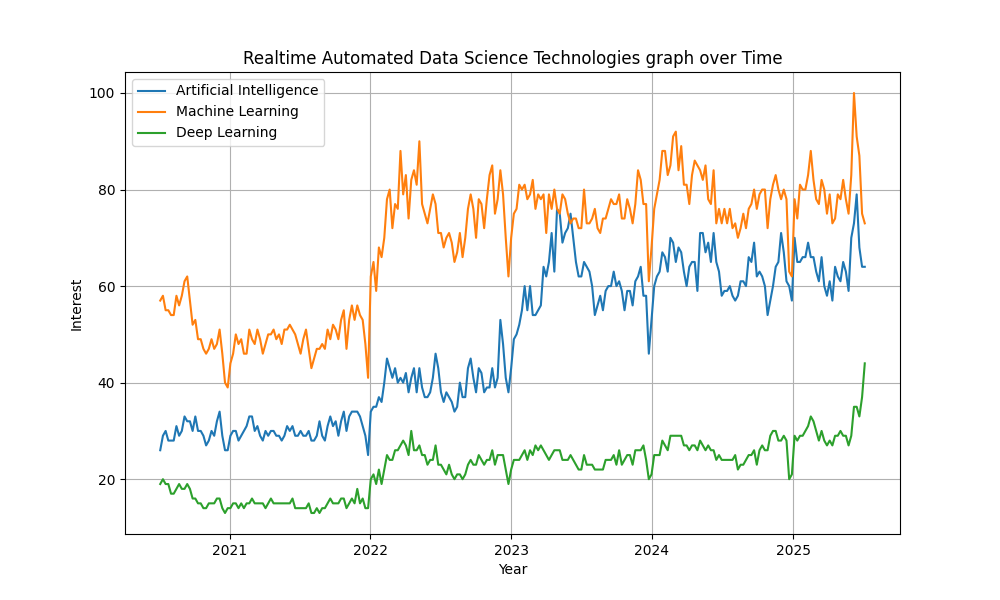 Realtime Automated Data Science Technologies graph over Time
Artificial Intelligence
Machine Learning
Deep Learning
100
80
60
40
20
Interest
2021 2022 2023 2024 2025
Year